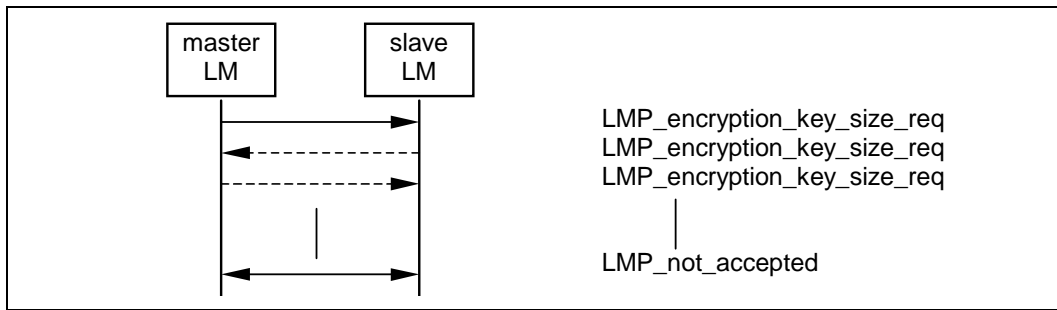 master
LM
slave
LM
LMP_encryption_key_size_req
LMP_encryption_key_size_req
LMP_encryption_key_size_req
LMP_not_accepted